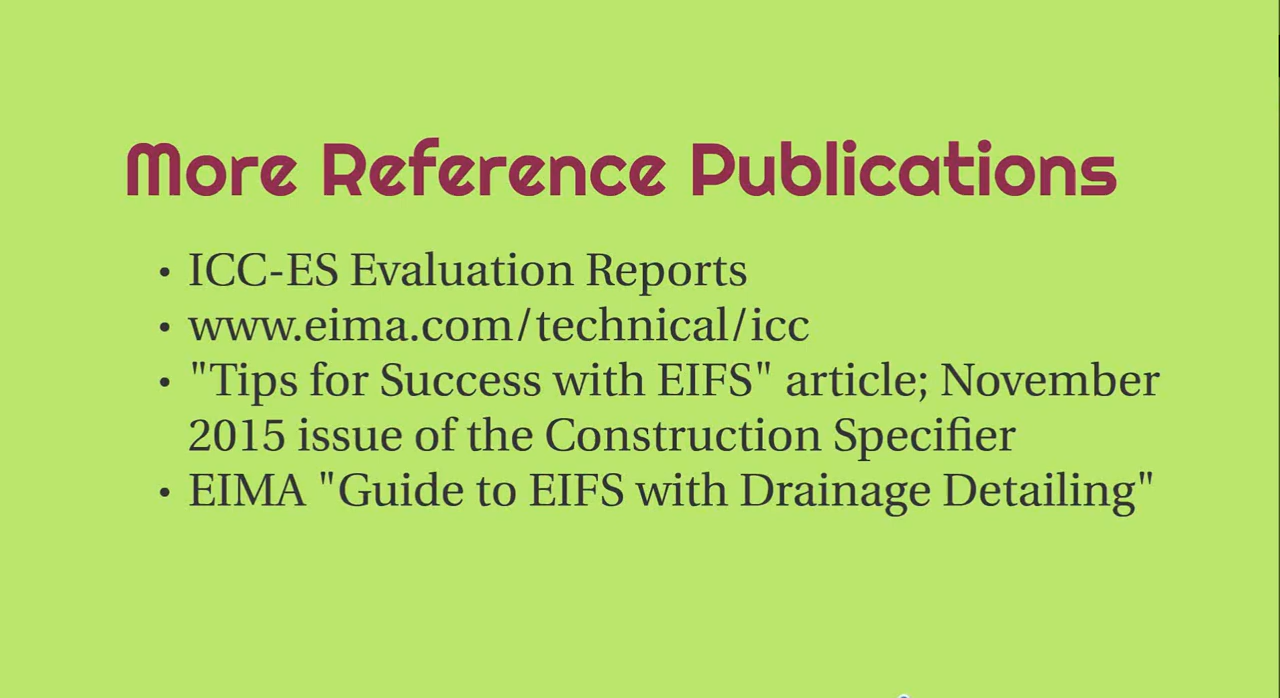 More Reference Publications
• ICC-ES Evaluation Reports
• www.eima.com/technical/icc
• "Tips for Success with EIFS" article; November
2015 issue of the Construction Specifier
• EIMA "Guide to EIFS with Drainage Detailing"